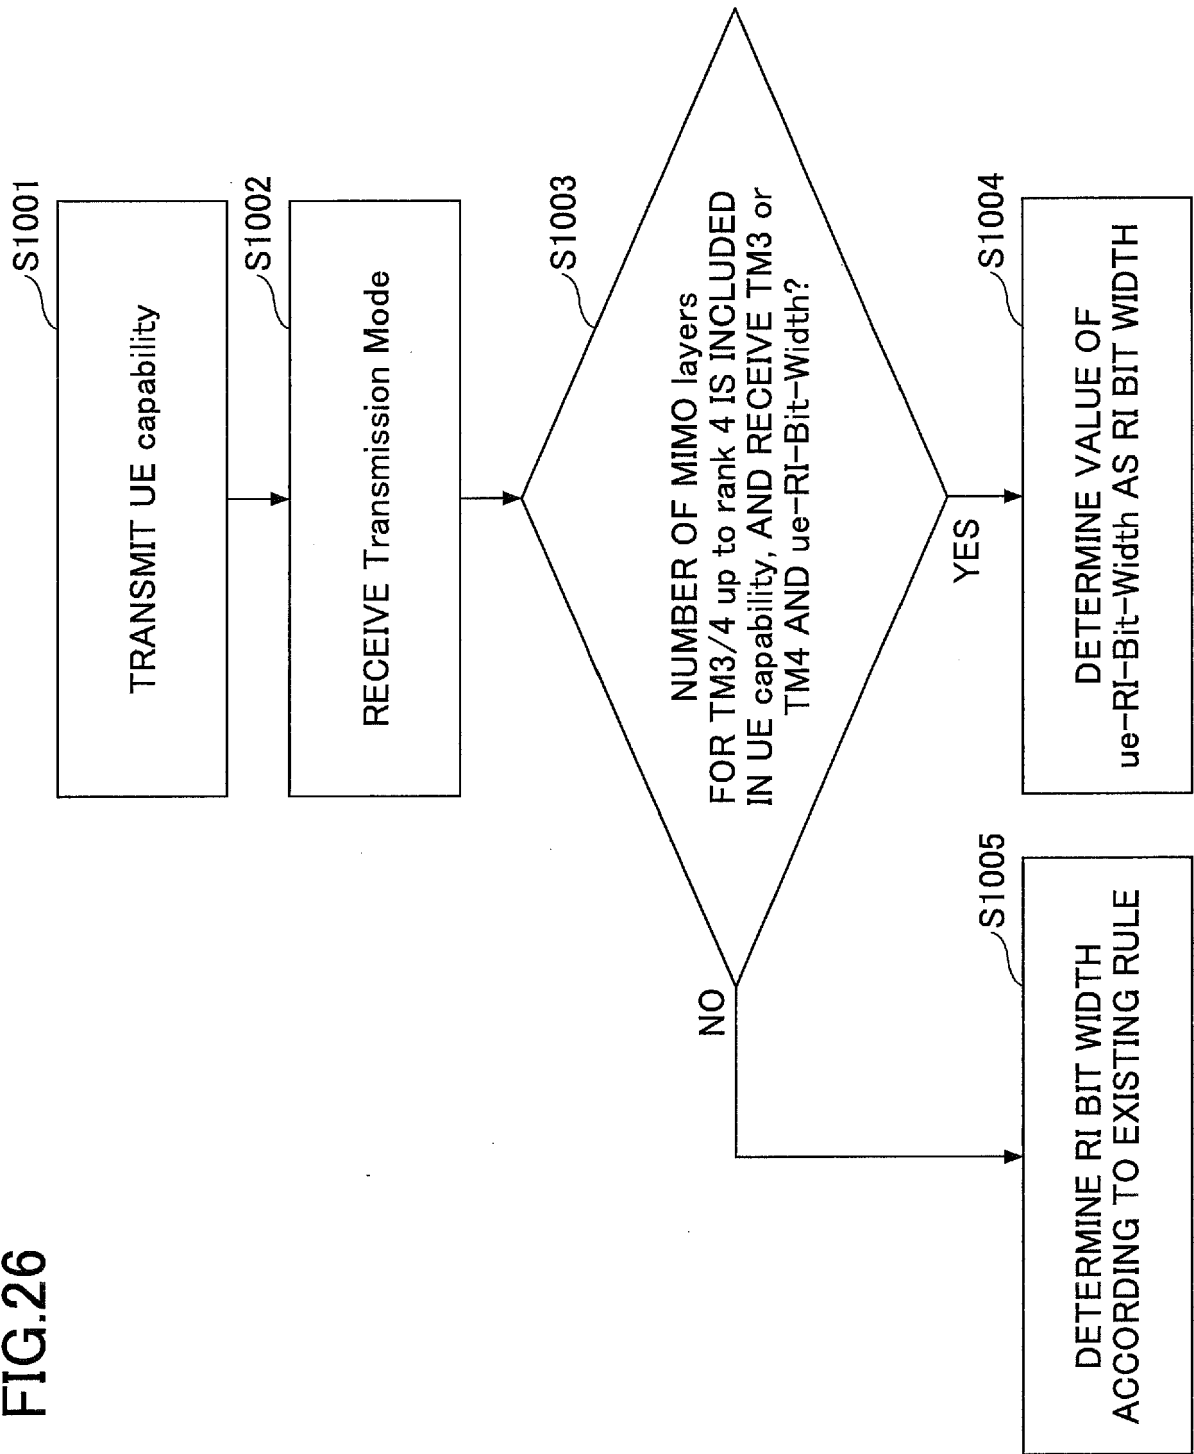 FIG.26
S1001
TRANSMIT UE capability
S1002
RECEIVE Transmission Mode
S1003
NUMBER OF MIMO layers
FOR TM3/4 up to rank 4 IS INCLUDED
IN UE capability, AND RECEIVE TM3 or
TM4 AND ue-RI-Bit-Width?
NO
YES
S1004
DETERMINE VALUE OF
ue-RI-Bit-Width AS RI BIT WIDTH
S1005
DETERMINE RI BIT WIDTH
ACCORDING TO EXISTING RULE